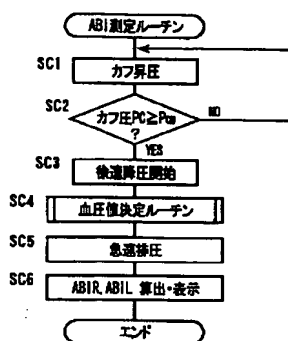 ABI測定ルーチン
SC1
カフ昇圧
SC2
カフ圧PC≧PCM
?
NO
YES
SC3
徐速降圧開始
SC4
血圧値決定ルーチン
SC5
急速排圧
SC6
ABIR、ABIL 算出・表示
エンド